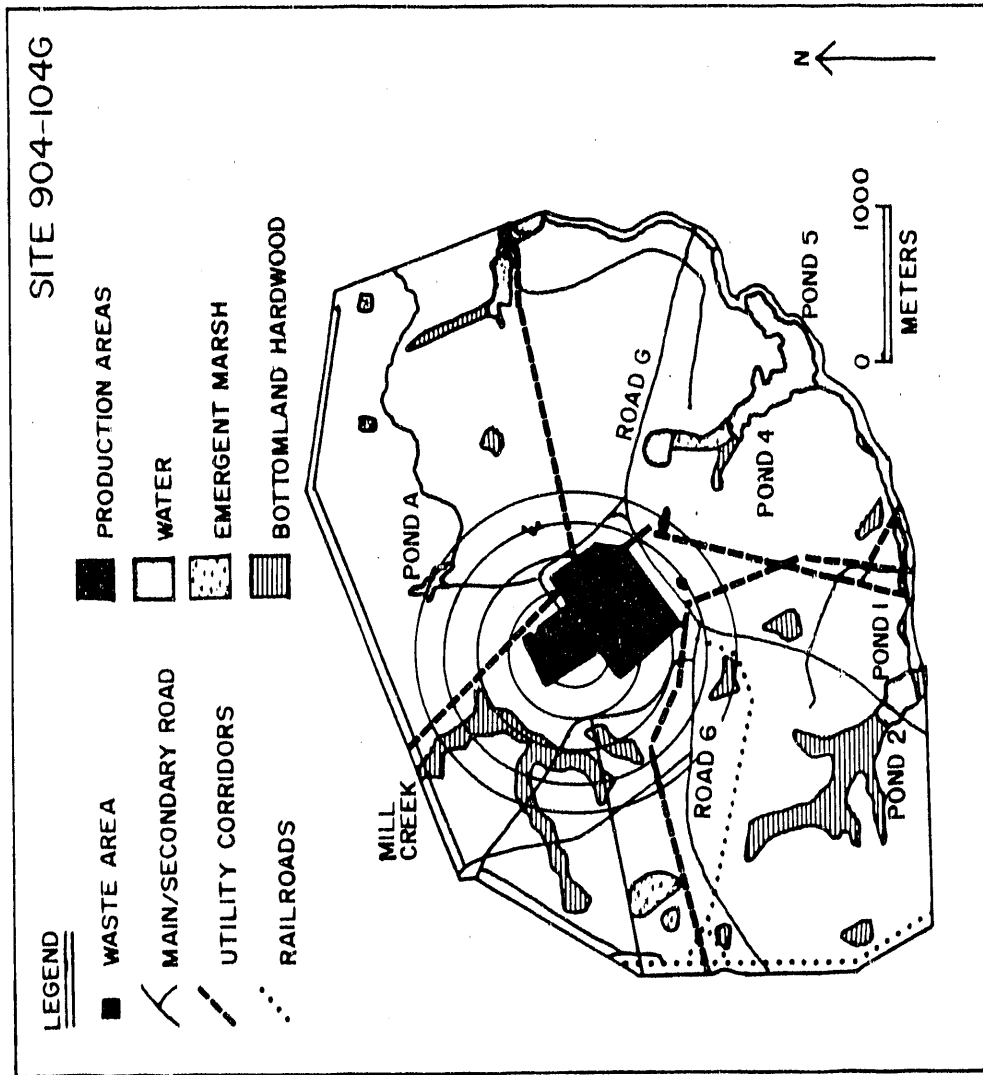 SITE 904-104G
LEGEND
WASTE AREA
MAIN/SECONDARY ROAD
UTILITY CORRIDORS
RAILROADS
PRODUCTION AREAS
WATER
EMERGENT MARSH
BOTTOMLAND HARDWOOD
MILL
CREEK
POND A
ROAD G
ROAD 6
POND 4
POND 5
POND 1
POND 2
N
0 1000
METERS